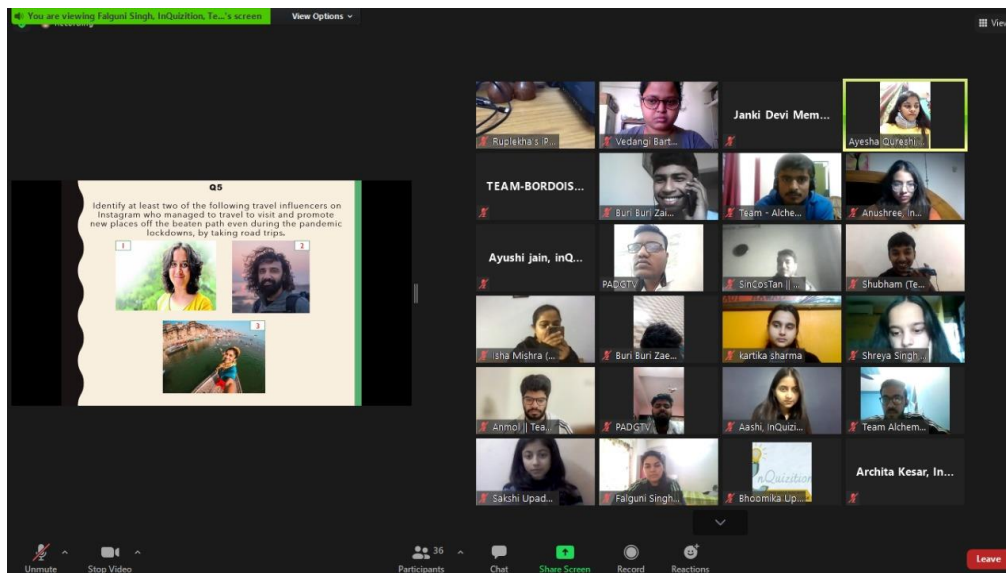 You are viewing Falguni Singh, InQuizition, Te...'s screen
View Options
Recording
View
Q5
Identify at least two of the following travel influencers on
Instagram who managed to travel to visit and promote
new places off the beaten path even during the pandemic
lockdowns, by taking road trips.
1
2
3
Ruplekha's iP...
Vedangi Bart...
Janki Devi Mem...
Ayesha Qureshi...
TEAM-BORDOIS...
Buri Buri Zai...
Team - Alche...
Anushree, In...
Ayushi jain, inQ...
PADGTV
SinCosTan || ...
Shubham (Te...
Isha Mishra (...
Buri Buri Zae...
kartika sharma
Shreya Singh...
Anmol || Tea...
PADGTV
Aashi, InQuizi...
Team Alchem...
Sakshi Upad...
Falguni Singh...
nQuizition
Bhoomika Up...
Archita Kesar, In...
Unmute
Stop Video
36
Participants
Chat
Share Screen
Record
Reactions
Leave